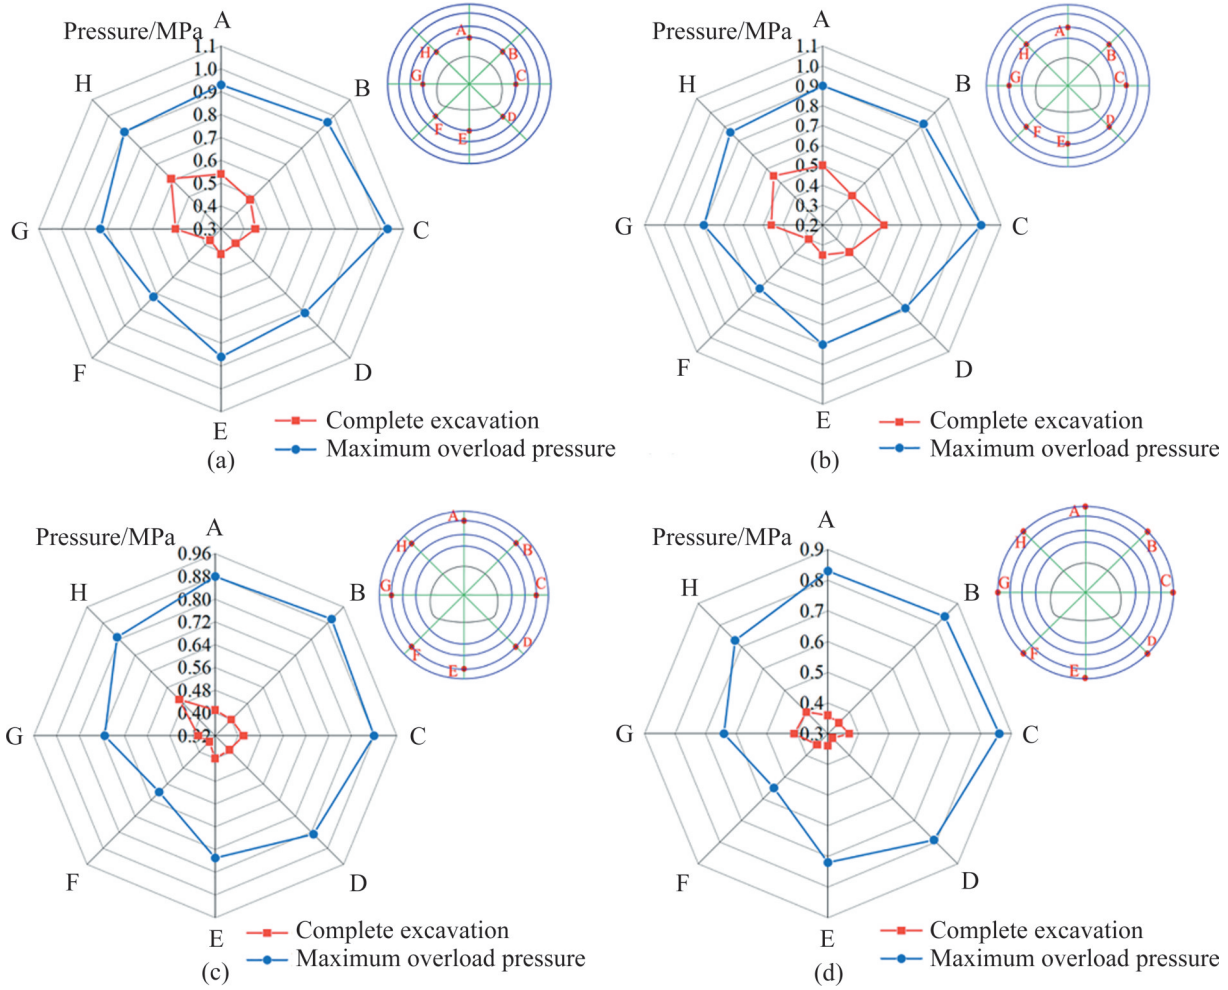 A
Pressure/MPa
1.1
1.0
0.9
0.8
0.7
0.6
0.5
0.4
0.3
H
B
G
C
F
D
E
A
H
B
G
C
F
D
E
Complete excavation
Maximum overload pressure
(a)
A
Pressure/MPa
1.1
1.0
0.9
0.8
0.7
0.6
0.5
0.4
0.3
0.2
H
B
G
C
F
D
E
A
H
B
G
C
F
D
E
Complete excavation
Maximum overload pressure
(b)
A
Pressure/MPa
0.96
0.88
0.80
0.72
0.64
0.56
0.48
0.40
0.32
H
B
G
C
F
D
E
A
H
B
G
C
F
D
E
Complete excavation
Maximum overload pressure
(c)
A
Pressure/MPa
0.9
0.8
0.7
0.6
0.5
0.4
0.3
H
B
G
C
F
D
E
A
H
B
G
C
F
D
E
Complete excavation
Maximum overload pressure
(d)